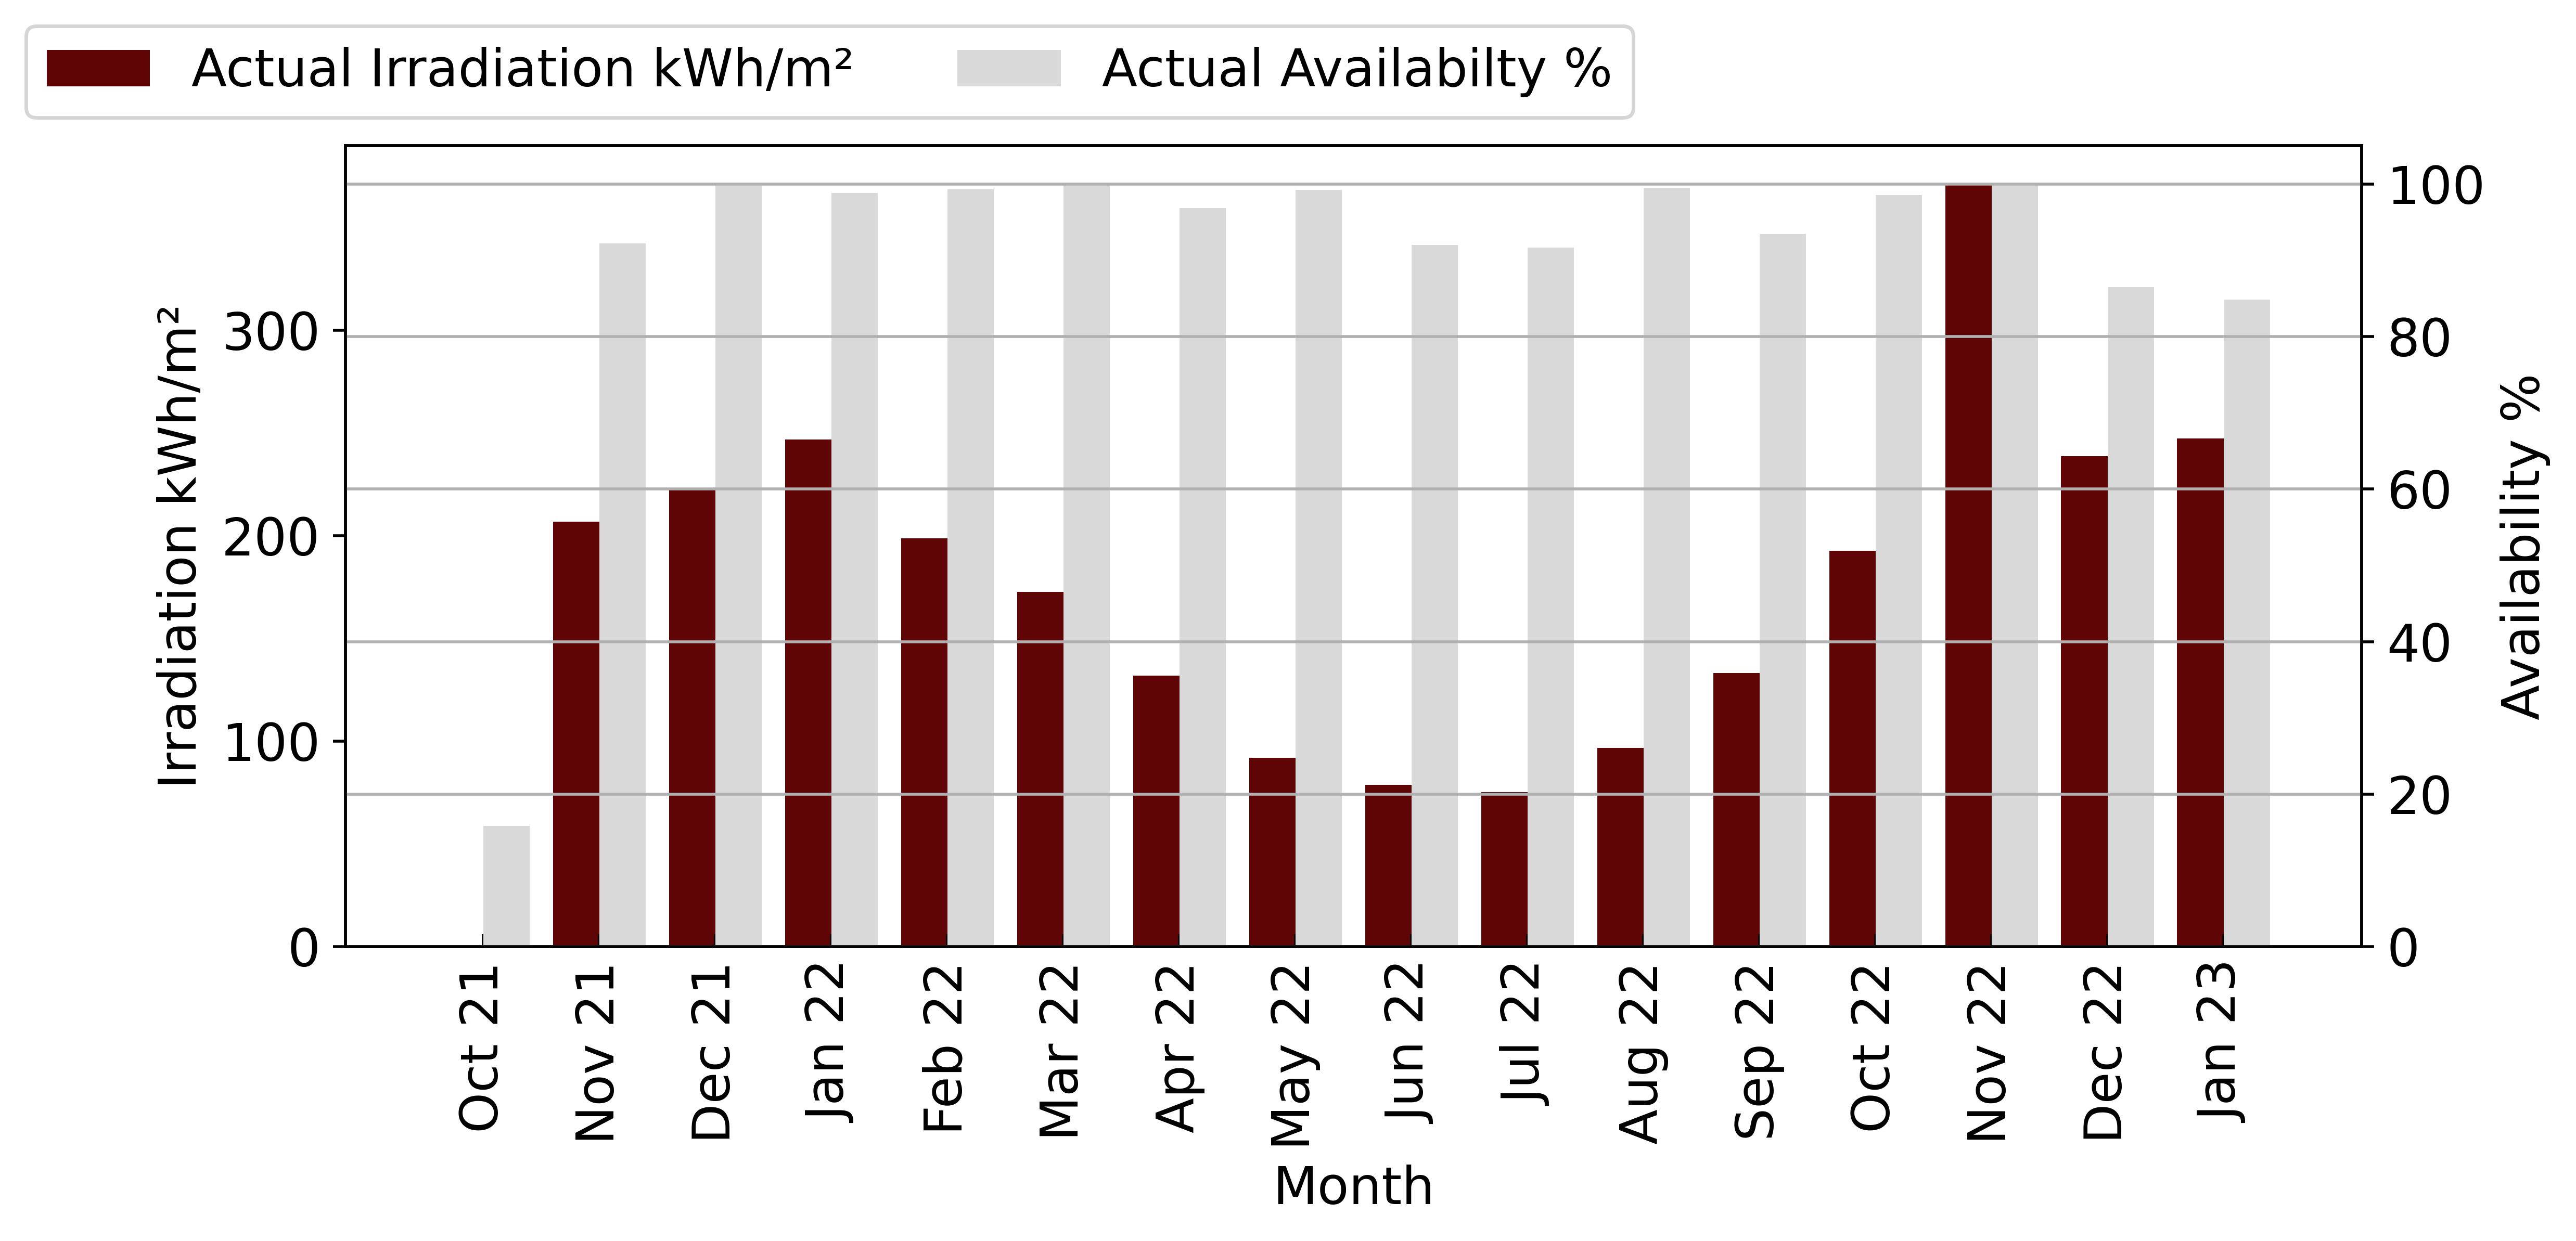 Actual Irradiation kWh/m²
Actual Availabilty %
Irradiation kWh/m²
300
200
100
0
100
80
60
40
20
0
Availability %
Oct 21
Nov 21
Dec 21
Jan 22
Feb 22
Mar 22
Apr 22
May 22
Jun 22
Jul 22
Aug 22
Sep 22
Oct 22
Nov 22
Dec 22
Jan 23
Month